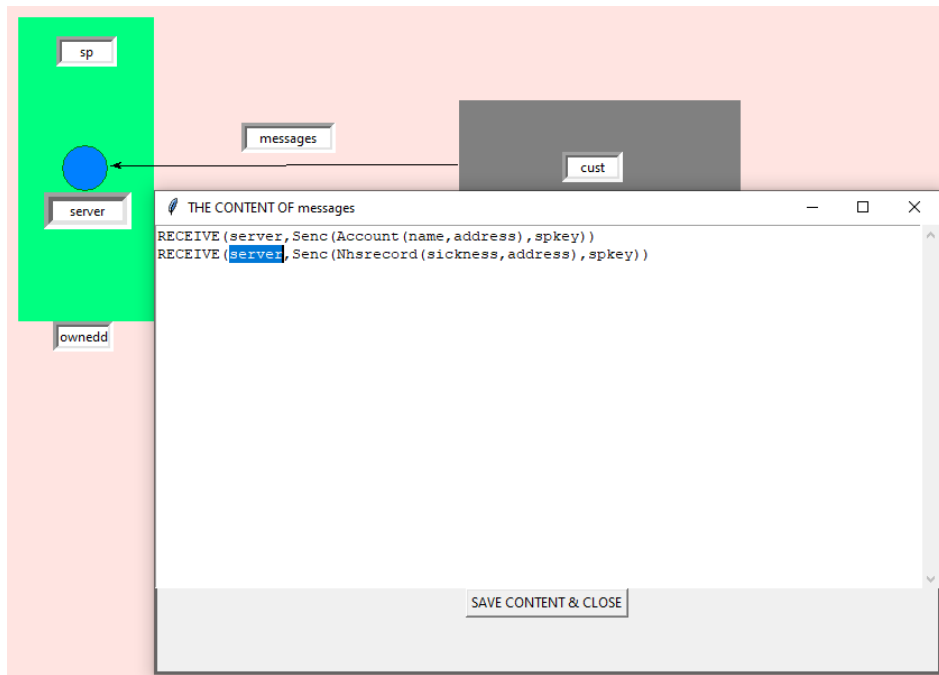 sp
messages
cust
server
THE CONTENT OF messages
RECEIVE(server,Senc(Account(name,address),spkey))
RECEIVE(server,Senc(Nhsrecord(sickness,address),spkey))
ownedd
SAVE CONTENT & CLOSE